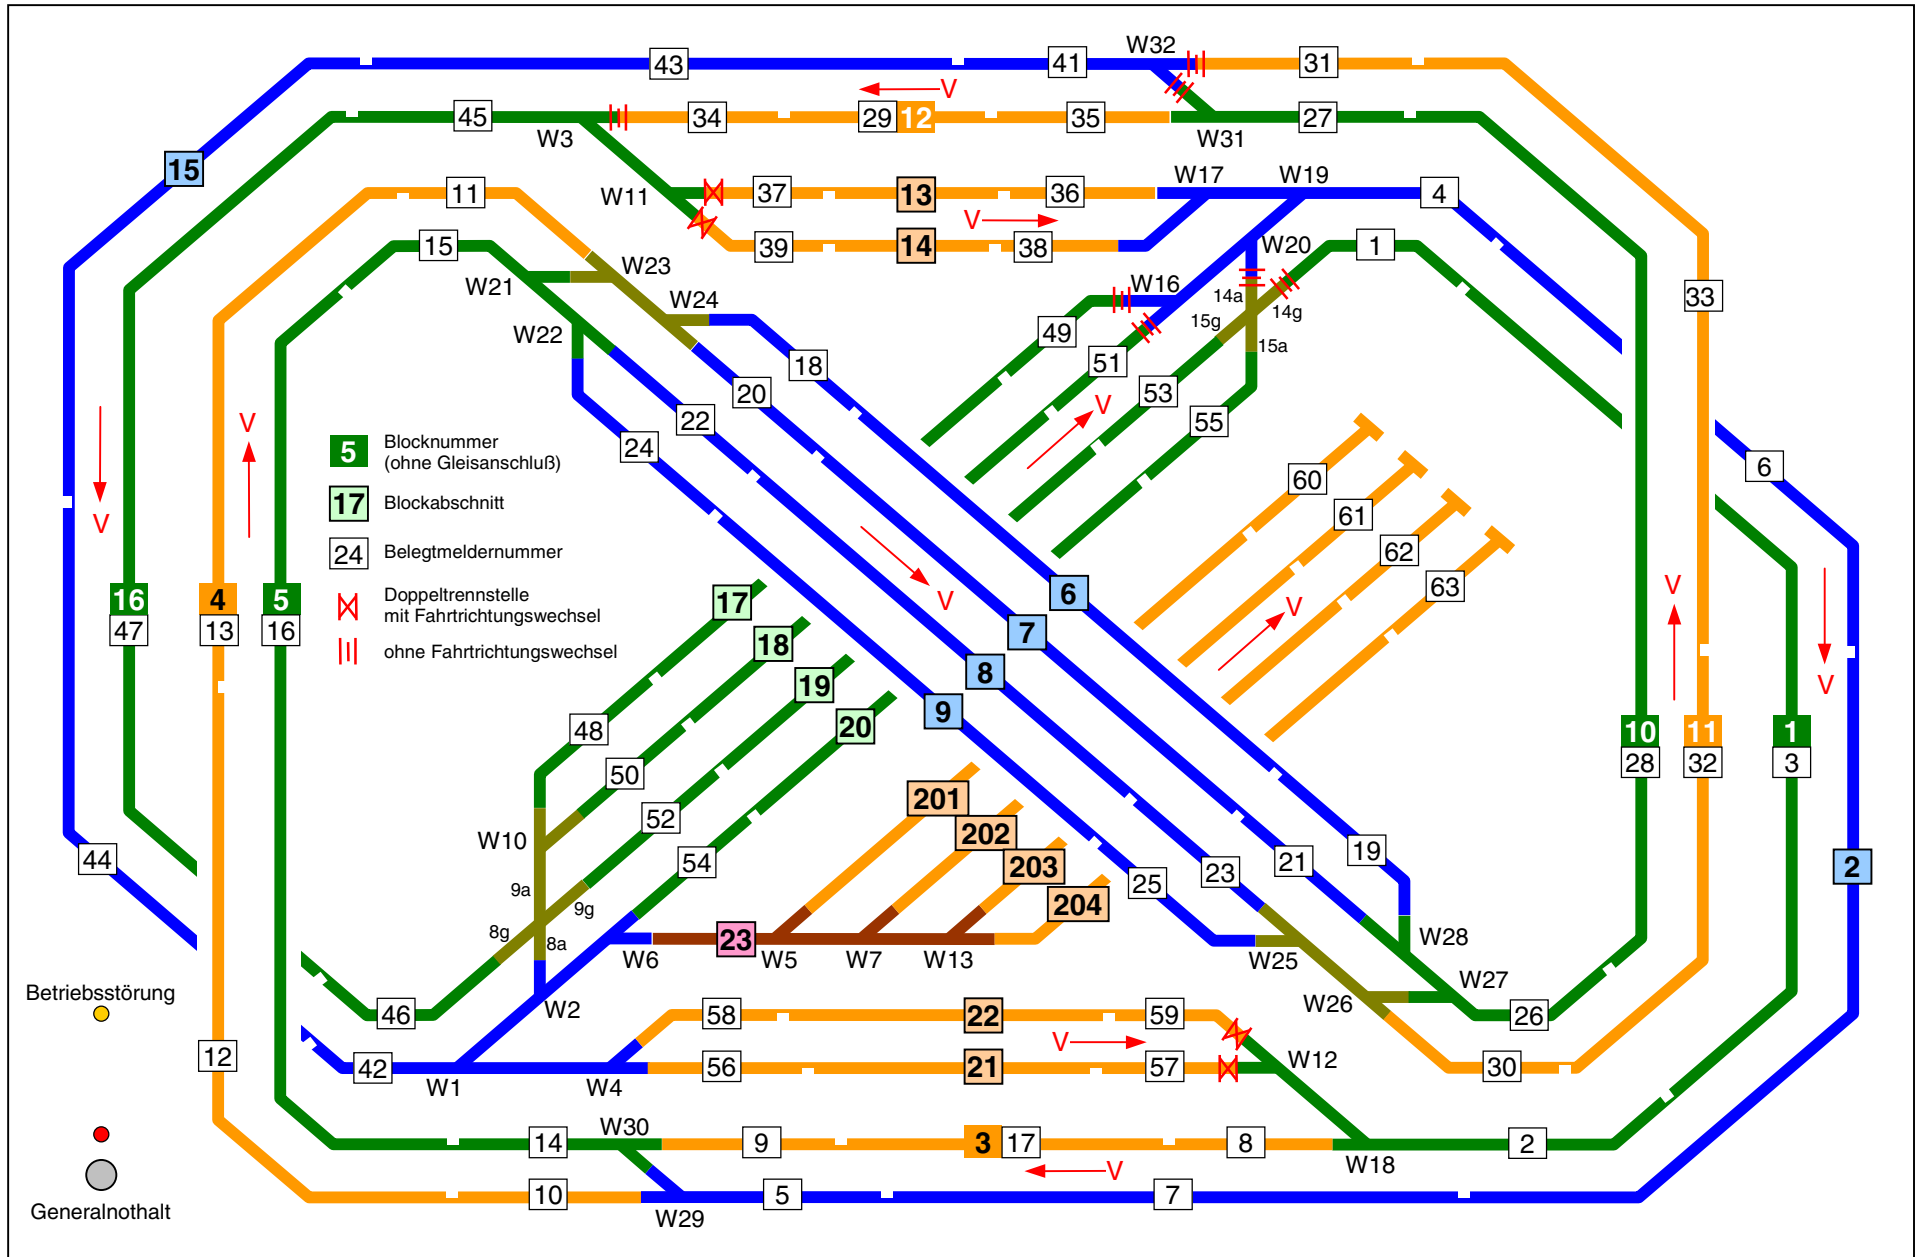 W32
43 41 31
V
45 34 29 12 35 27
W3 W31
15
W17 W19
11 W11 37 13 36 4
V
15 39 14 38 W20 1
W23
W21 W16
14a
33
W24 14g
15g
49
W22 15a
51
18
20 53
V
V 22 55
24
5 Blocknummer
(ohne Gleisanschluß)
6
60
17 Blockabschnitt
61
V
24 Belegtmeldernummer
62
63
16 4 5 Doppeltrennstelle
mit Fahrtrichtungswechsel
17 V 6 V V
47 13 16
7
18
ohne Fahrtrichtungswechsel
8
19 V
9
48 20 10 11 1
28 32 3
50
201
52
202
W10
54 203 19
44 21 2
23
9a 25
204
9g
8g 8a 23
W6 W5 W7 W13 W28
W25
W27
Betriebsstörung
W2 W26
46 58 22 59 26
V
12 42 56 21 57 W12 30
W1 W4
W30
14 9 3 17 8 2
W18
V
10 5 7
Generalnothalt W29